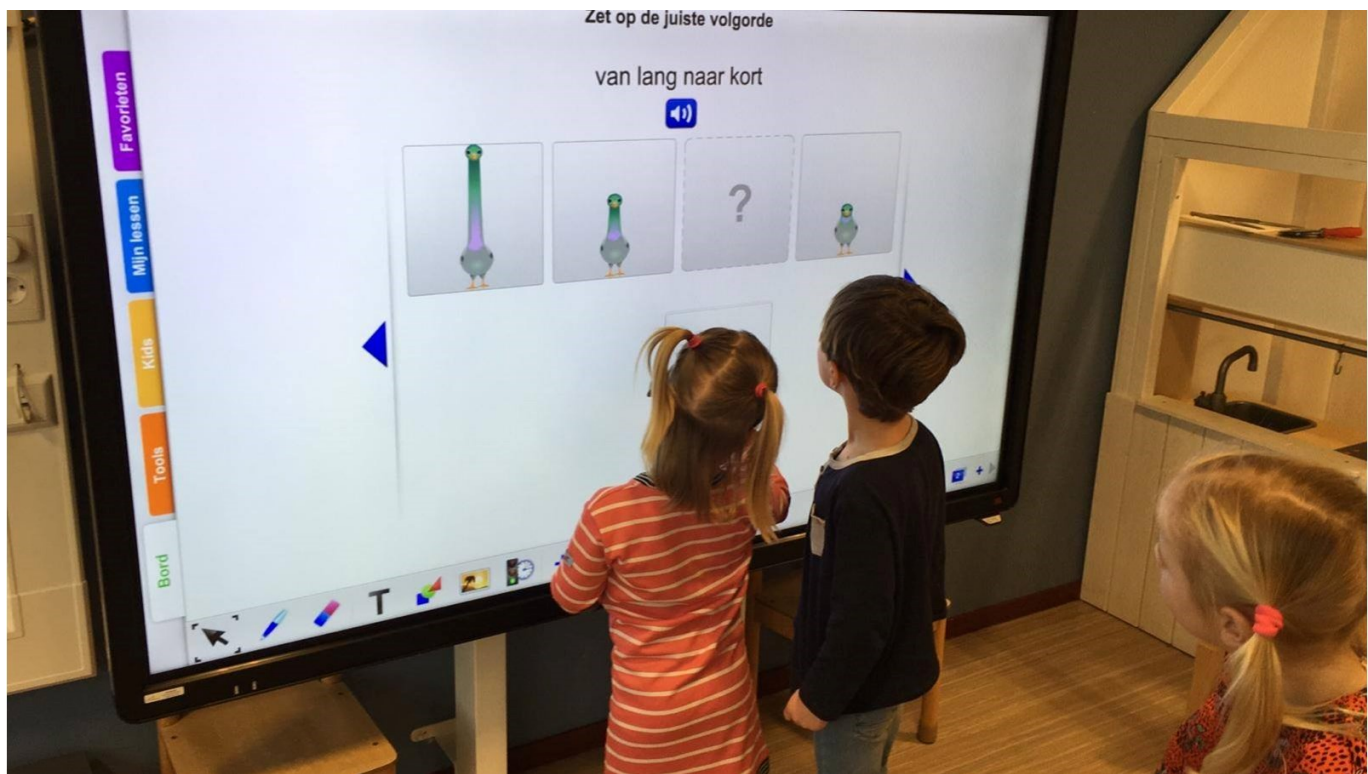 Zet op de juiste volgorde
van lang naar kort
?
Favorieten
Mijn lessen
Kids
Tools
Bord
T